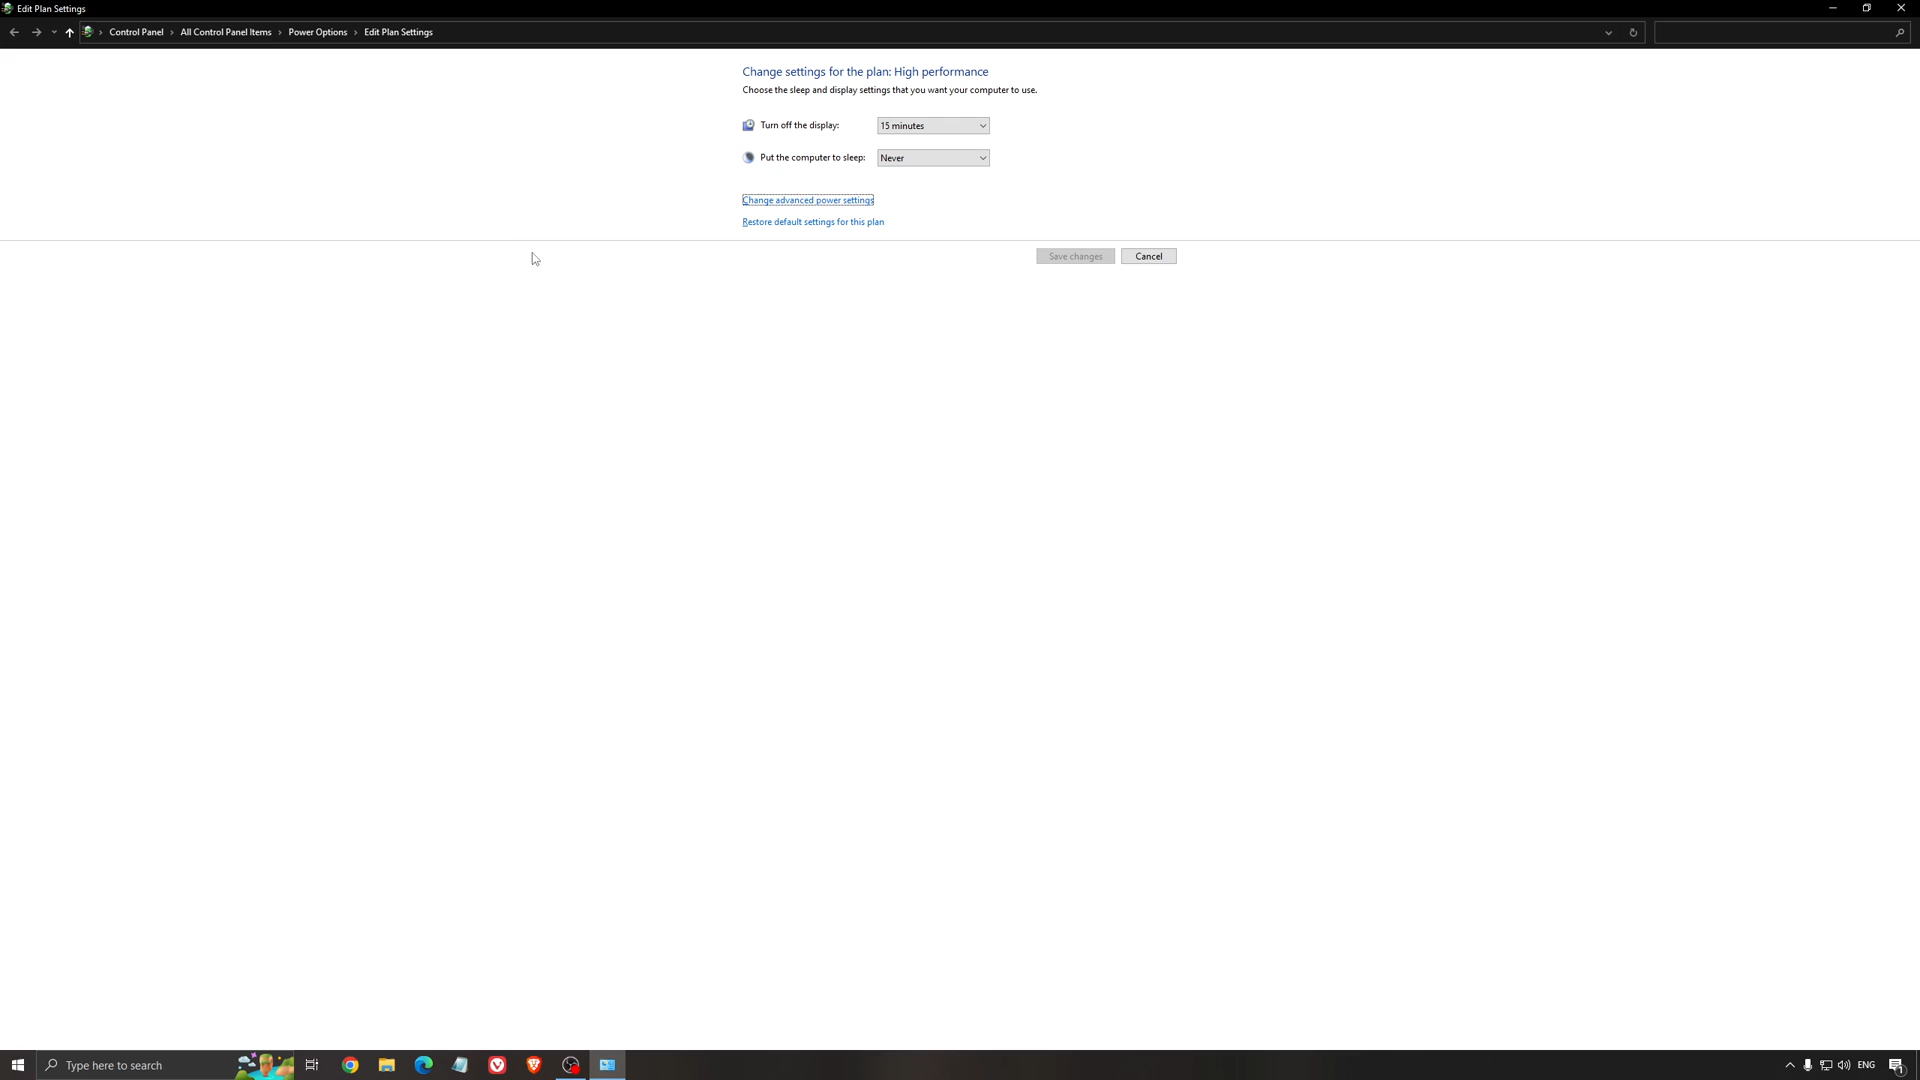 Edit Plan Settings
Control Panel > All Control Panel Items > Power Options > Edit Plan Settings
Change settings for the plan: High performance
Choose the sleep and display settings that you want your computer to use.
Turn off the display: 15 minutes
Put the computer to sleep: Never
Change advanced power settings
Restore default settings for this plan
Save changes Cancel
Type here to search ENG 1